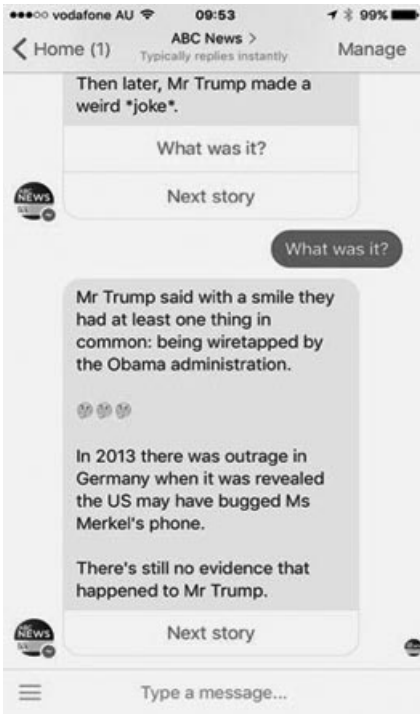 vodafone AU 09:53 99%
Home (1) ABC News > Manage
Typically replies instantly
Then later, Mr Trump made a
weird *joke*.
What was it?
NEWS
Next story
What was it?
Mr Trump said with a smile they
had at least one thing in
common: being wiretapped by
the Obama administration.
In 2013 there was outrage in
Germany when it was revealed
the US may have bugged Ms
Merkel's phone.
There's still no evidence that
happened to Mr Trump.
NEWS
Next story
Type a message...